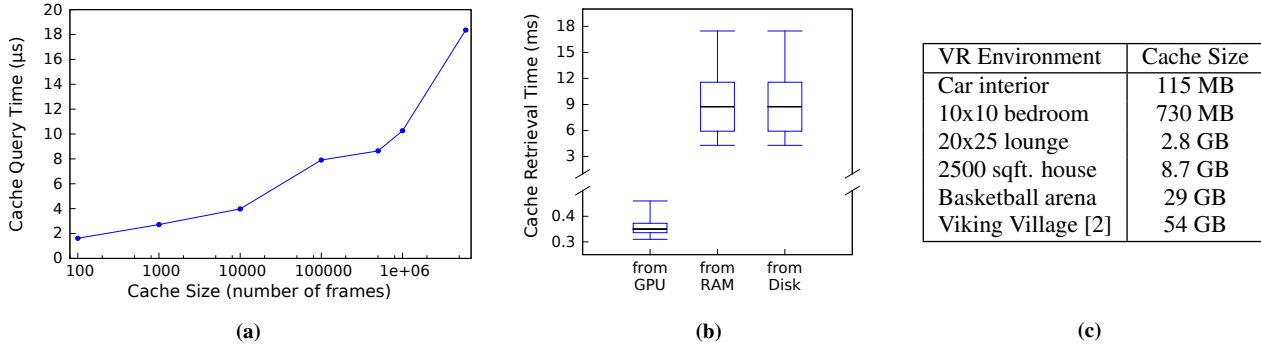 20
18
16
14
12
10
8
6
4
2
0
Cache Query Time (µs)
100 1000 10000 100000 1e+06
Cache Size (number of frames)
(a)
18
15
12
9
6
3
0.4
0.3
Cache Retrieval Time (ms)
from GPU
from RAM
from Disk
(b)
VR Environment Cache Size
Car interior 115 MB
10x10 bedroom 730 MB
20x25 lounge 2.8 GB
2500 sqft. house 8.7 GB
Basketball arena 29 GB
Viking Village [2] 54 GB
(c)